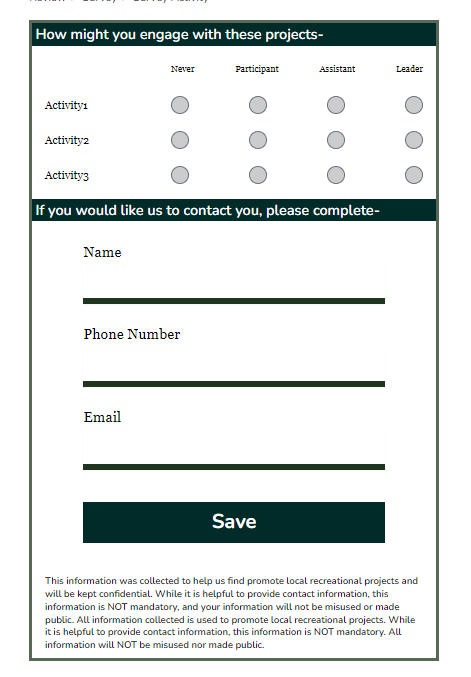 How might you engage with these projects-
Never Participant Assistant Leader
Activity1
Activity2
Activity3
If you would like us to contact you, please complete-
Name
Phone Number
Email
Save
This information was collected to help us find promote local recreational projects and
will be kept confidential. While it is helpful to provide contact information, this
information is NOT mandatory, and your information will not be misused or made
public. All information collected is used to promote local recreational projects. While
it is helpful to provide contact information, this information is NOT mandatory. All
information will NOT be misused nor made public.